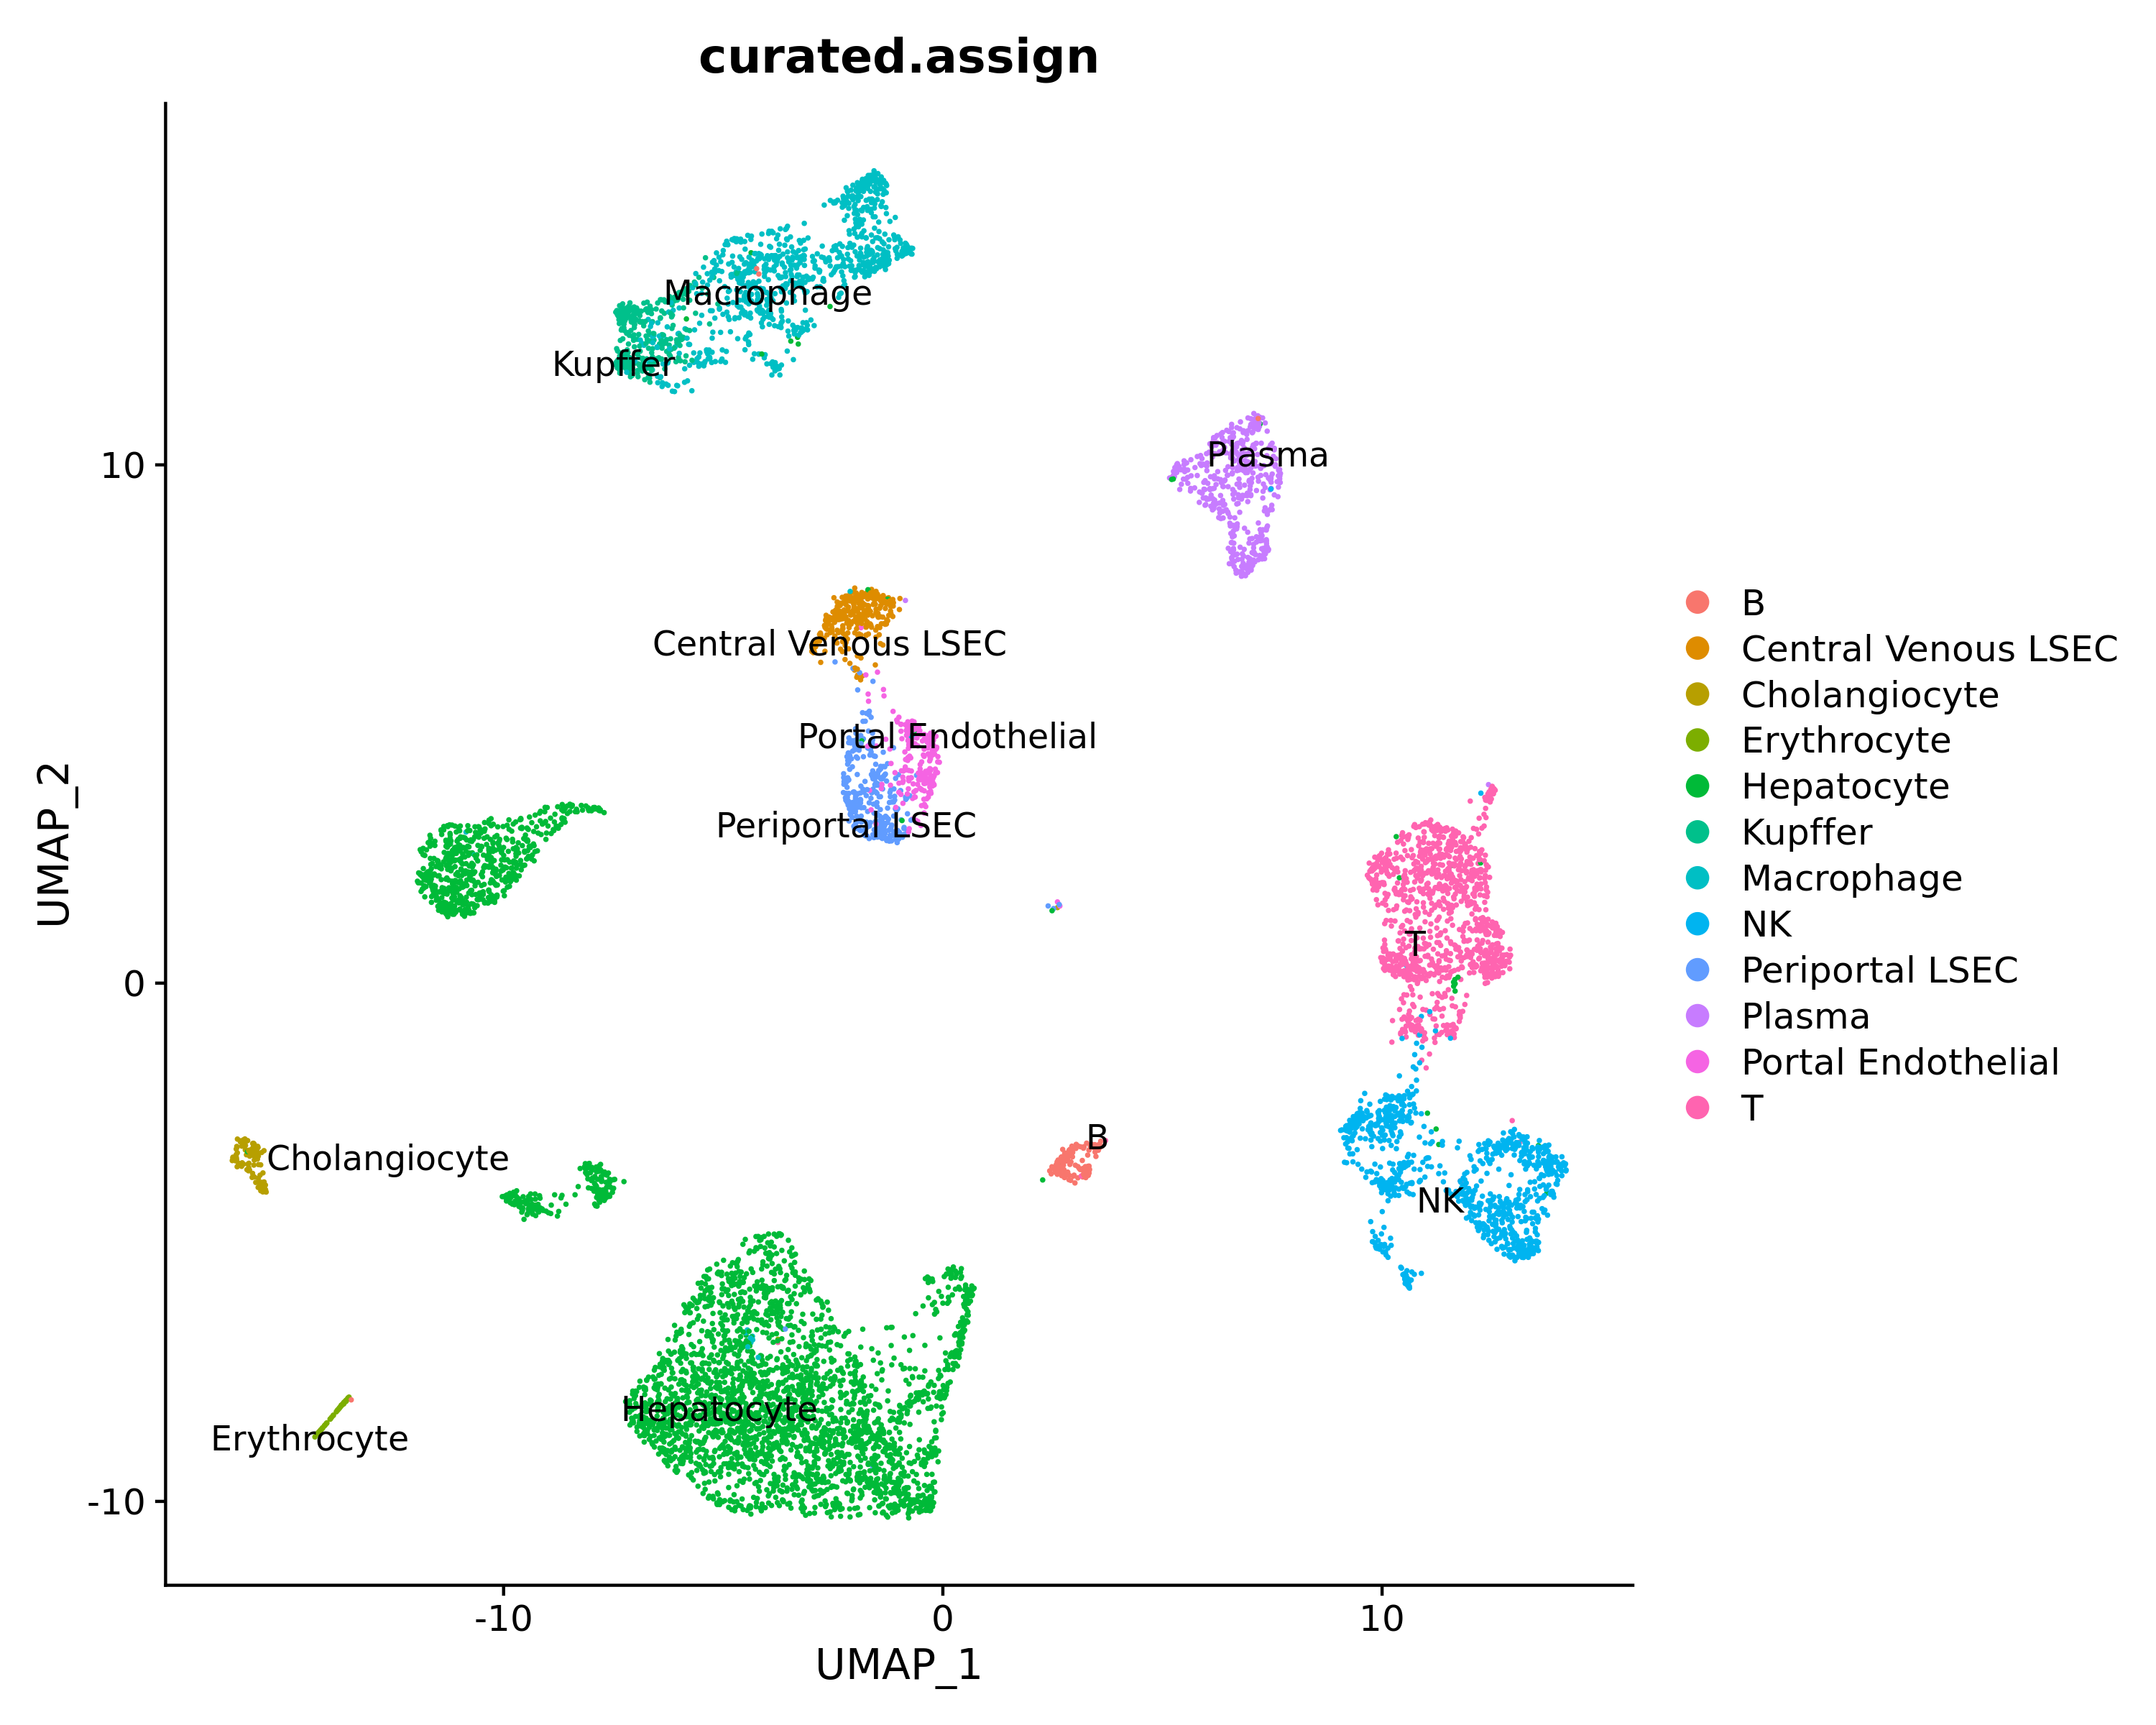 curated.assign
Macrophage
Kupffer
10
Plasma
Central Venous LSEC
Portal Endothelial
Periportal LSEC
UMAP_2
T
0
B
Cholangiocyte
NK
Hepatocyte
Erythrocyte
-10
-10
0
10
UMAP_1
B
Central Venous LSEC
Cholangiocyte
Erythrocyte
Hepatocyte
Kupffer
Macrophage
NK
Periportal LSEC
Plasma
Portal Endothelial
T